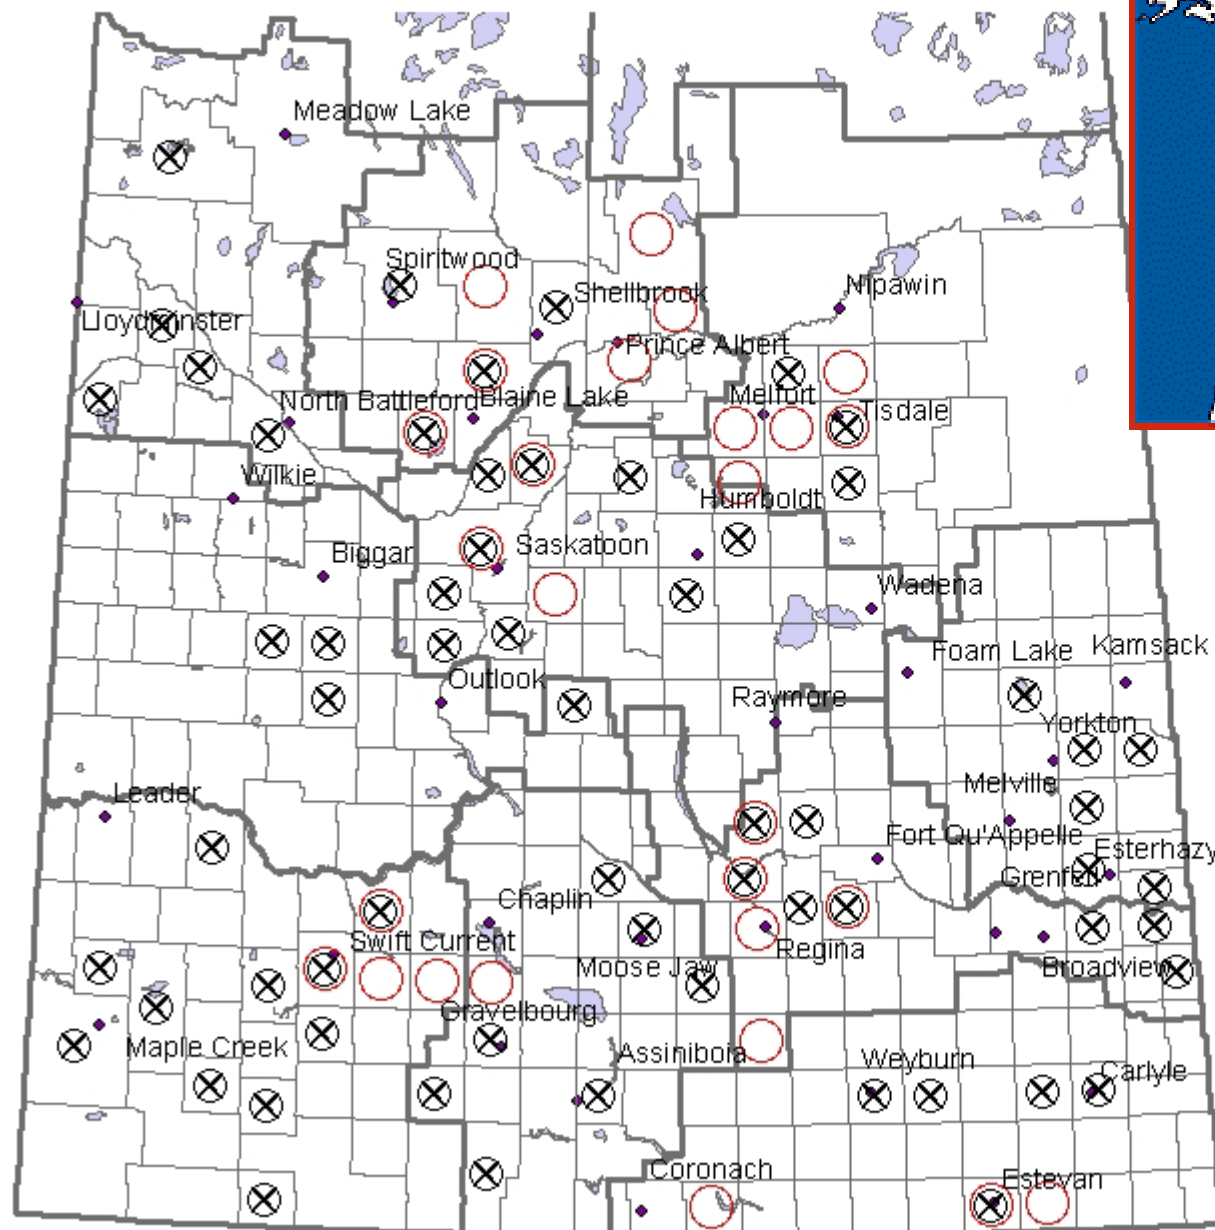 Meadow Lake
Spiritwood
Shellbrook
Nipawin
Lloydminster
Prince Albert
North Battleford
Blaine Lake
Melfort
Tisdale
Wilkie
Humboldt
Biggar
Saskatoon
Wadena
Foam Lake
Kamsack
Outlook
Raymore
Yorkton
Melville
Leader
Fort Qu'Appelle
Esterhazy
Grenfell
Chaplin
Swift Current
Regina
Moose Jaw
Broadview
Gravelbourg
Maple Creek
Assiniboia
Weyburn
Carlyle
Coronach
Estevan